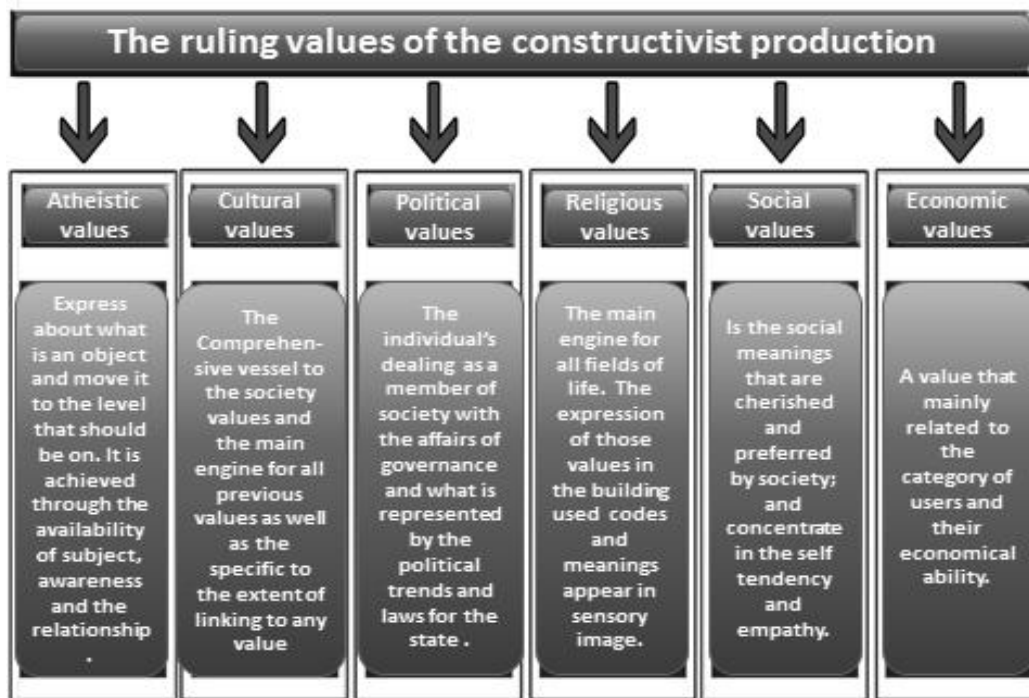 The ruling values of the constructivist production
Atheistic
values
Cultural
values
Political
values
Religious
values
Social
values
Economic
values
Express
about what
is an object
and move it
to the level
that should
be on. It is
achieved
through the
availability
of subject,
awareness
and the
relationship
.
The
Comprehen-
sive vessel to
the society
values and
the main
engine for all
previous
values as well
as the
specific to
the extent of
linking to any
value
The
individual's
dealing as a
member of
society with
the affairs of
governance
and what is
represented
by the
political
trends and
laws for the
state .
The main
engine for
all fields of
life. The
expression
of those
values in
the building
used codes
and
meanings
appear in
sensory
image.
Is the social
meanings
that are
cherished
and
preferred
by society;
and
concentrate
in the self
tendency
and
empathy.
A value that
mainly
related to
the
category of
users and
their
economical
ability.